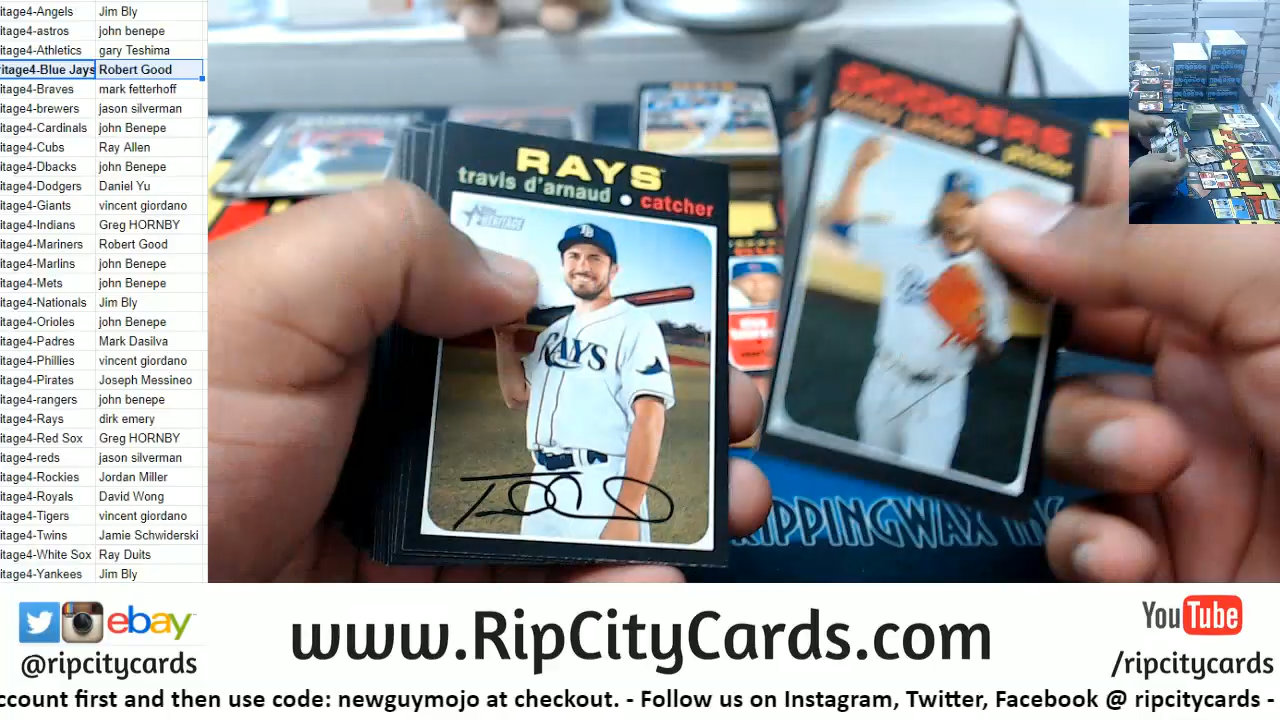 itage4-Angels Jim Bly
itage4-astros john benepe
itage4-Athletics gary Teshima
ritage4-Blue Jays Robert Good
itage4-Braves mark fetterhoff
itage4-brewers jason silverman
itage4-Cardinals john Benepe
itage4-Cubs Ray Allen
itage4-Dbacks john Benepe
itage4-Dodgers Daniel Yu
itage4-Giants vincent giordano
itage4-Indians Greg HORNBY
itage4-Mariners Robert Good
itage4-Marlins john Benepe
itage4-Mets john Benepe
itage4-Nationals Jim Bly
itage4-Orioles john Benepe
itage4-Padres Mark Dasilva
itage4-Phillies vincent giordano
itage4-Pirates Joseph Messineo
itage4-rangers john benepe
itage4-Rays dirk emery
itage4-Red Sox Greg HORNBY
itage4-reds jason silverman
itage4-Rockies Jordan Miller
itage4-Royals David Wong
itage4-Tigers vincent giordano
itage4-Twins Jamie Schwiderski
itage4-White Sox Ray Duits
itage4-Yankees Jim Bly
RAYS
travis d'arnaud • catcher
HERITAGE
TB
RAYS
DODGERS
pitcher
RIPPINGWAX
ebay
@ripcitycards
www.RipCityCards.com
YouTube
/ripcitycards
ccount first and then use code: newguymojo at checkout. - Follow us on Instagram, Twitter, Facebook @ ripcitycards -